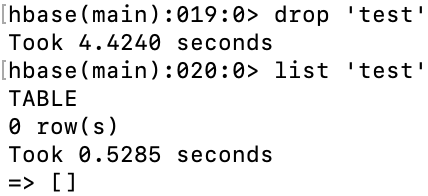 [hbase(main):019:0> drop 'test'
Took 4.4240 seconds
[hbase(main):020:0> list 'test'
TABLE
0 row(s)
Took 0.5285 seconds
=> []